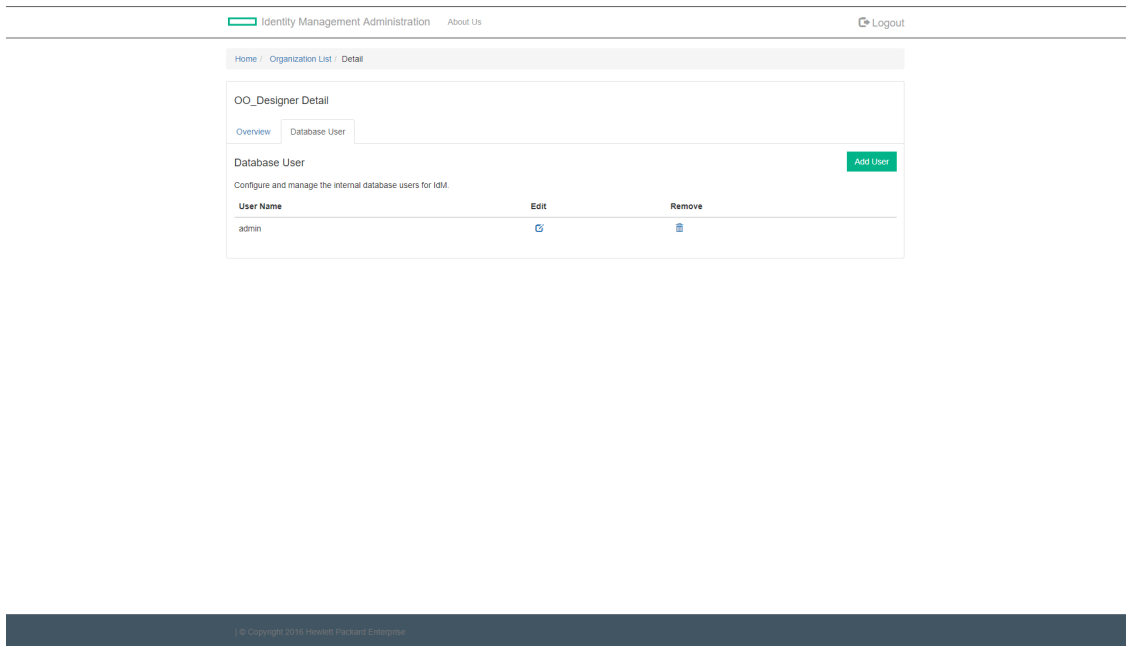 Identity Management Administration About Us Logout
Home / Organization List / Detail
OO_Designer Detail
Overview Database User
Database User Add User
Configure and manage the internal database users for IdM.
User Name Edit Remove
admin
| © Copyright 2016 Hewlett Packard Enterprise